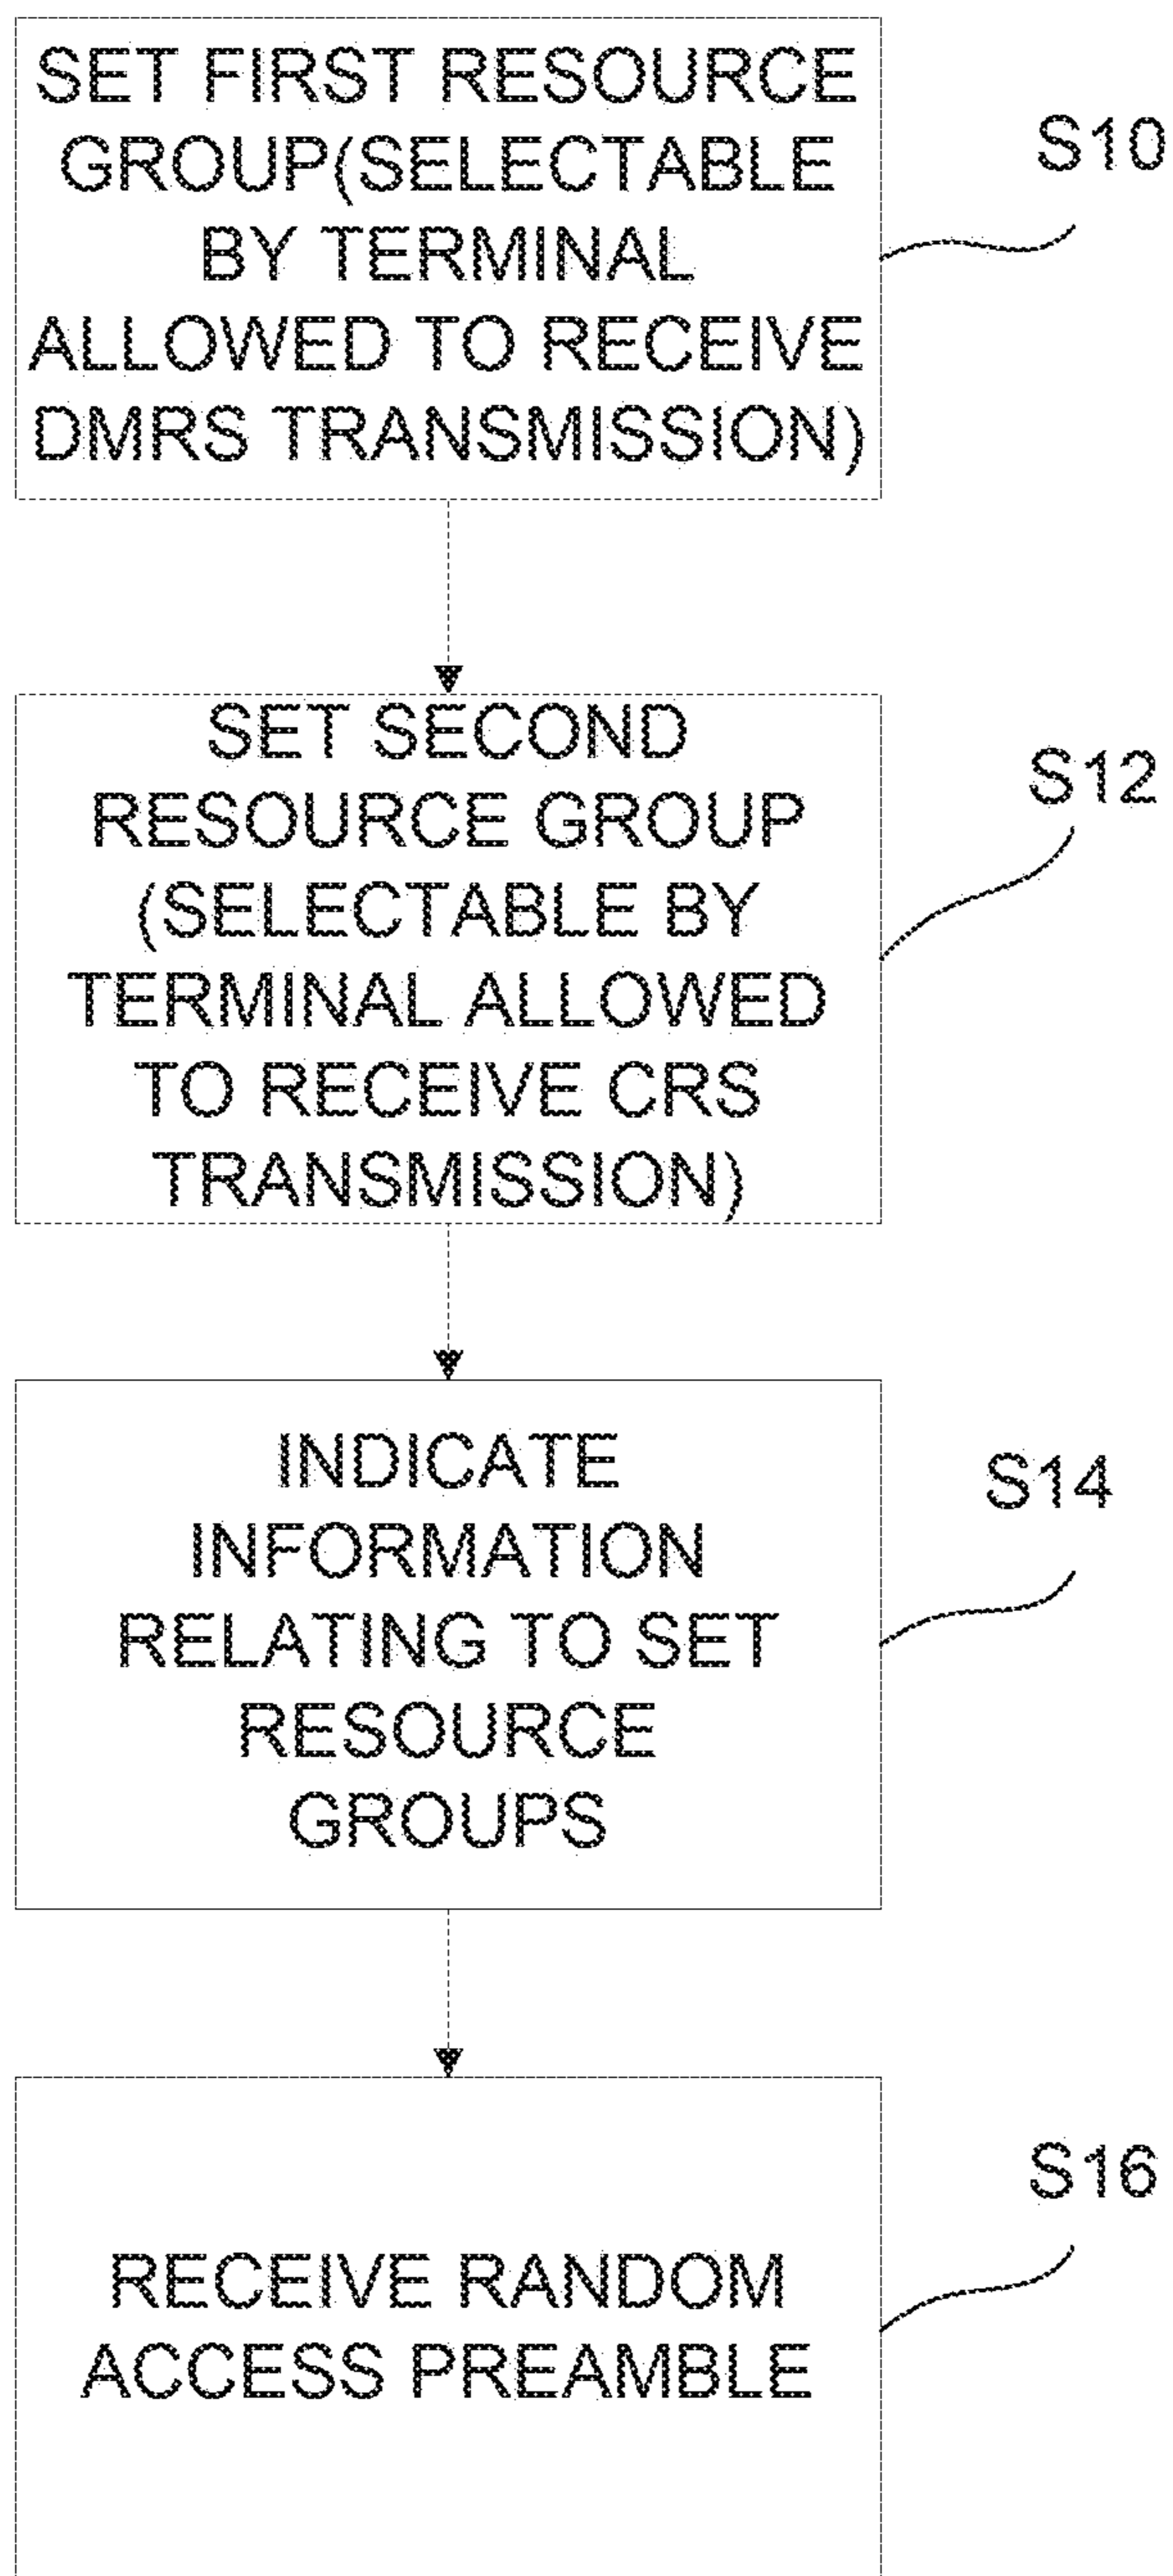 SET FIRST RESOURCE
GROUP(SELECTABLE
BY TERMINAL
ALLOWED TO RECEIVE
DMRS TRANSMISSION)
S10
SET SECOND
RESOURCE GROUP
(SELECTABLE BY
TERMINAL ALLOWED
TO RECEIVE CRS
TRANSMISSION)
S12
INDICATE
INFORMATION
RELATING TO SET
RESOURCE
GROUPS
S14
RECEIVE RANDOM
ACCESS PREAMBLE
S16